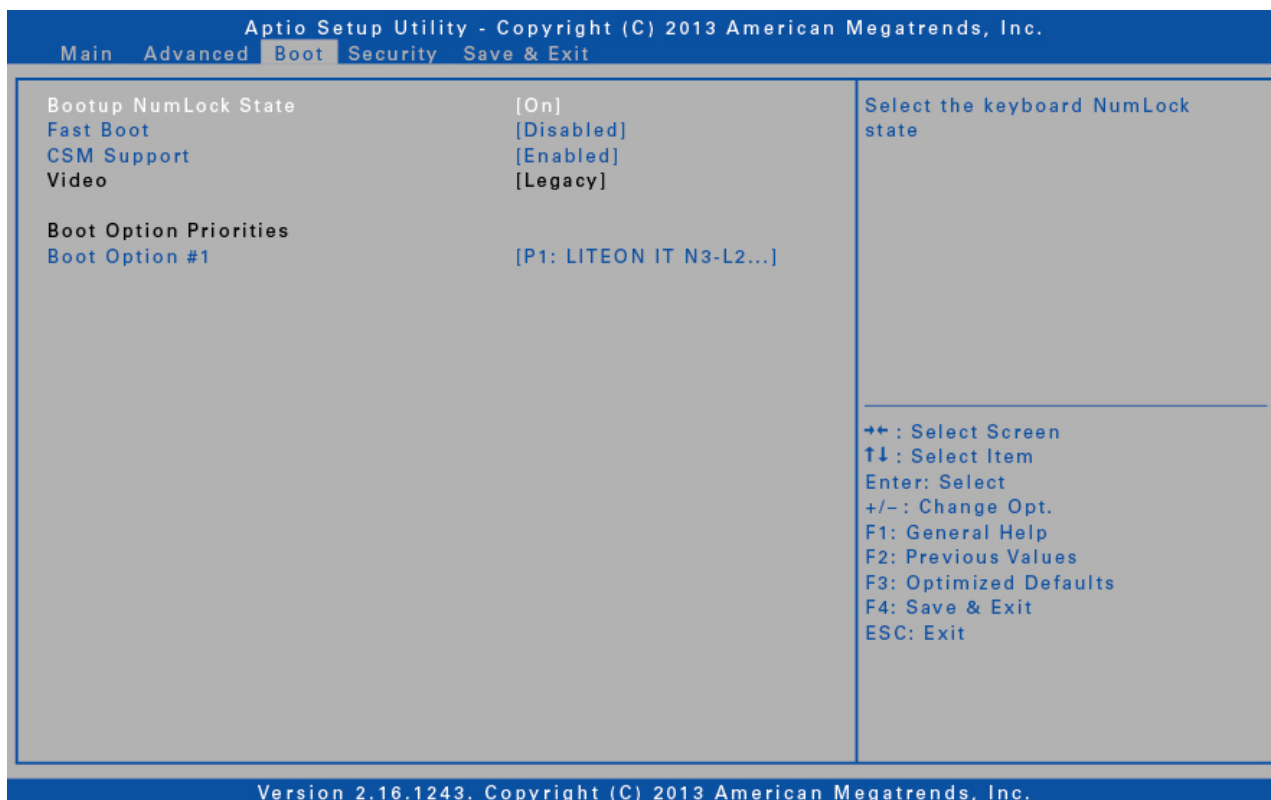 Aptio Setup Utility - Copyright (C) 2013 American Megatrends, Inc.
Main Advanced Boot Security Save & Exit
Bootup NumLock State [On]
Fast Boot [Disabled]
CSM Support [Enabled]
Video [Legacy]
Boot Option Priorities
Boot Option #1 [P1: LITEON IT N3-L2...]
Select the keyboard NumLock
state
→← : Select Screen
↑↓ : Select Item
Enter: Select
+/– : Change Opt.
F1: General Help
F2: Previous Values
F3: Optimized Defaults
F4: Save & Exit
ESC: Exit
Version 2.16.1243. Copyright (C) 2013 American Megatrends, Inc.